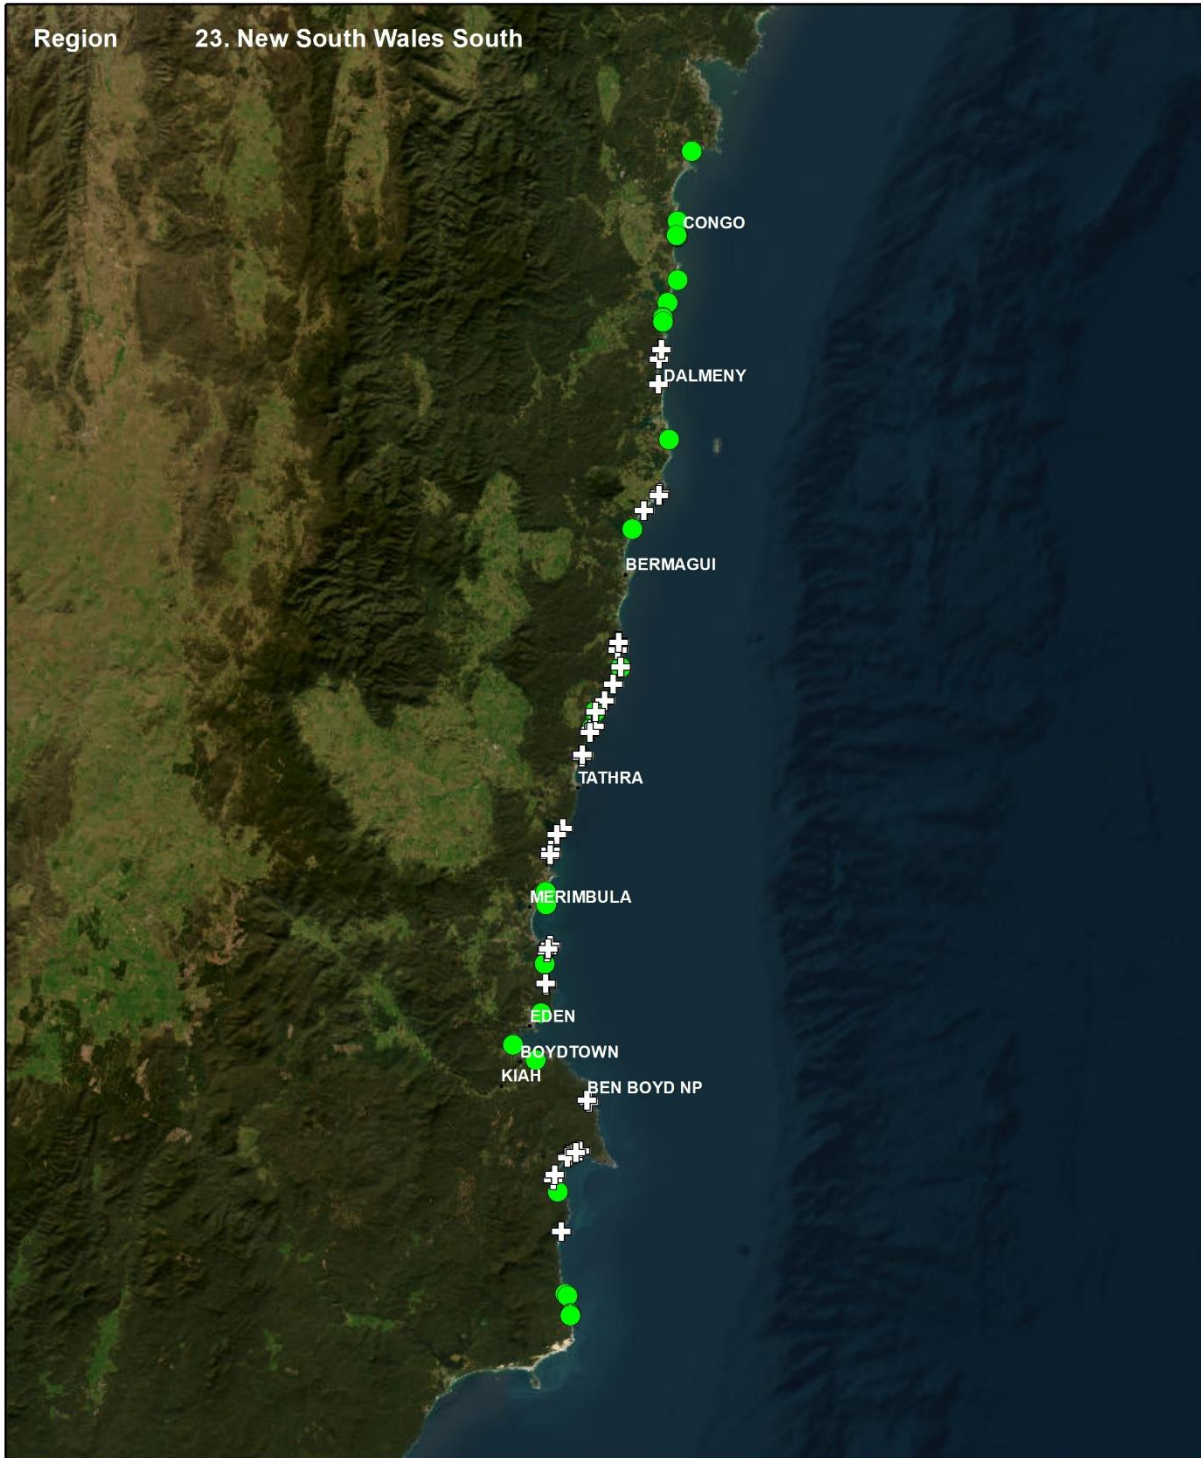 Region 23. New South Wales South
CONGO
DALMENY
BERMAGUI
TATHRA
MERIMBULA
EDEN
BOYDTOWN
KIAH
BEN BOYD NP